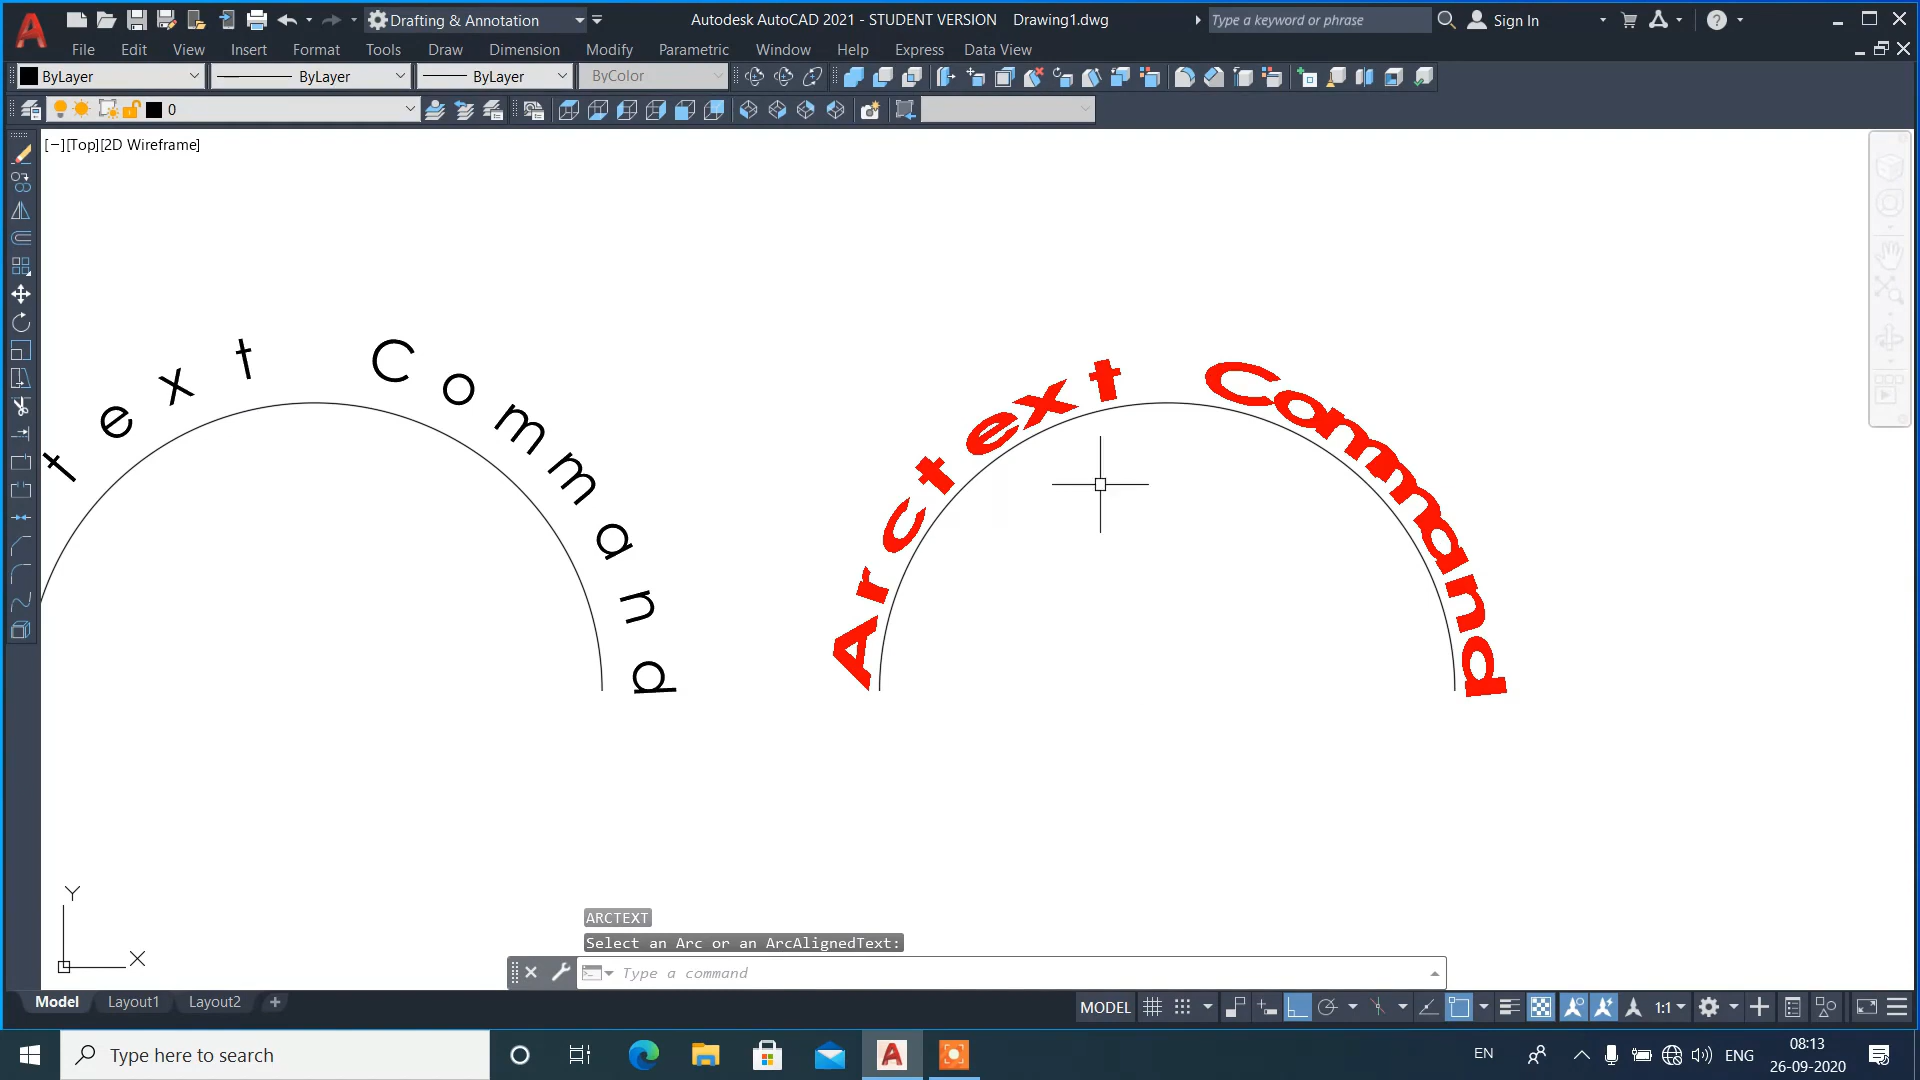 Drafting & Annotation
Autodesk AutoCAD 2021 - STUDENT VERSION Drawing1.dwg
Type a keyword or phrase
Sign In
File Edit View Insert Format Tools Draw Dimension Modify Parametric Window Help Express Data View
ByLayer ByLayer ByLayer ByColor
0
[−][Top][2D Wireframe]
text Command
Arctext Command
Y
X
ARCTEXT
Select an Arc or an ArcAlignedText:
Type a command
Model Layout1 Layout2 +
MODEL 1:1
Type here to search
EN
ENG
08:13
26-09-2020